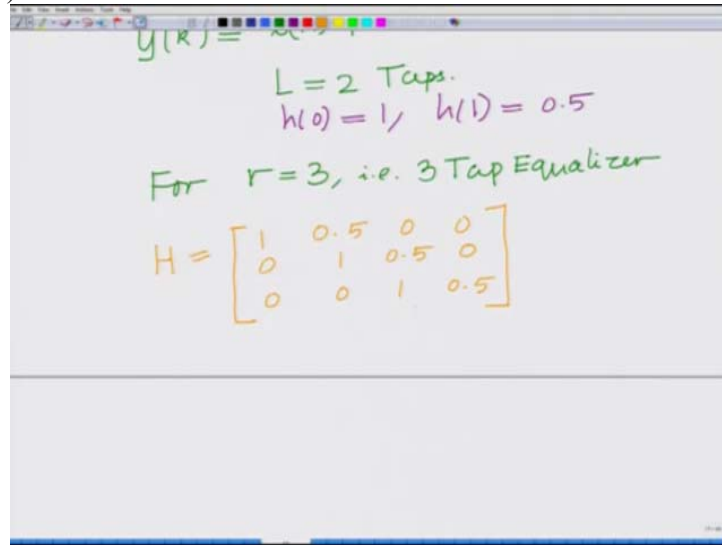 y(k) =
L = 2 Taps.
h(0) = 1, h(1) = 0.5
For r = 3, i.e. 3 Tap Equalizer
H = [ 1 0.5 0 0
0 1 0.5 0
0 0 1 0.5 ]